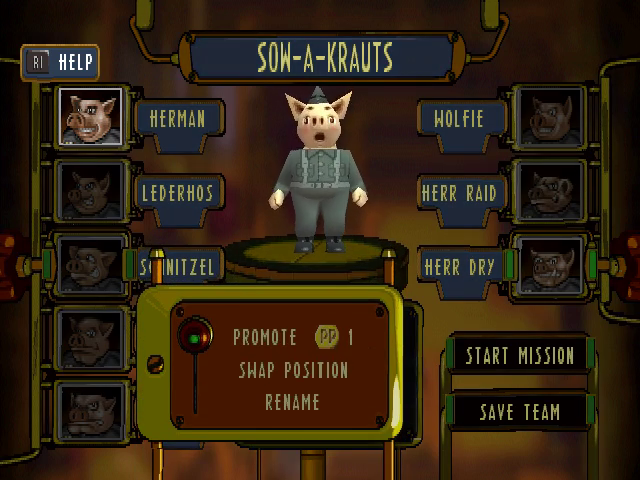 SOW-A-KRAUTS
R1 HELP
HERMAN
WOLFIE
LEDERHOS
HERR RAID
SCHNITZEL
HERR DRY
PROMOTE PP 1
SWAP POSITION
RENAME
START MISSION
SAVE TEAM